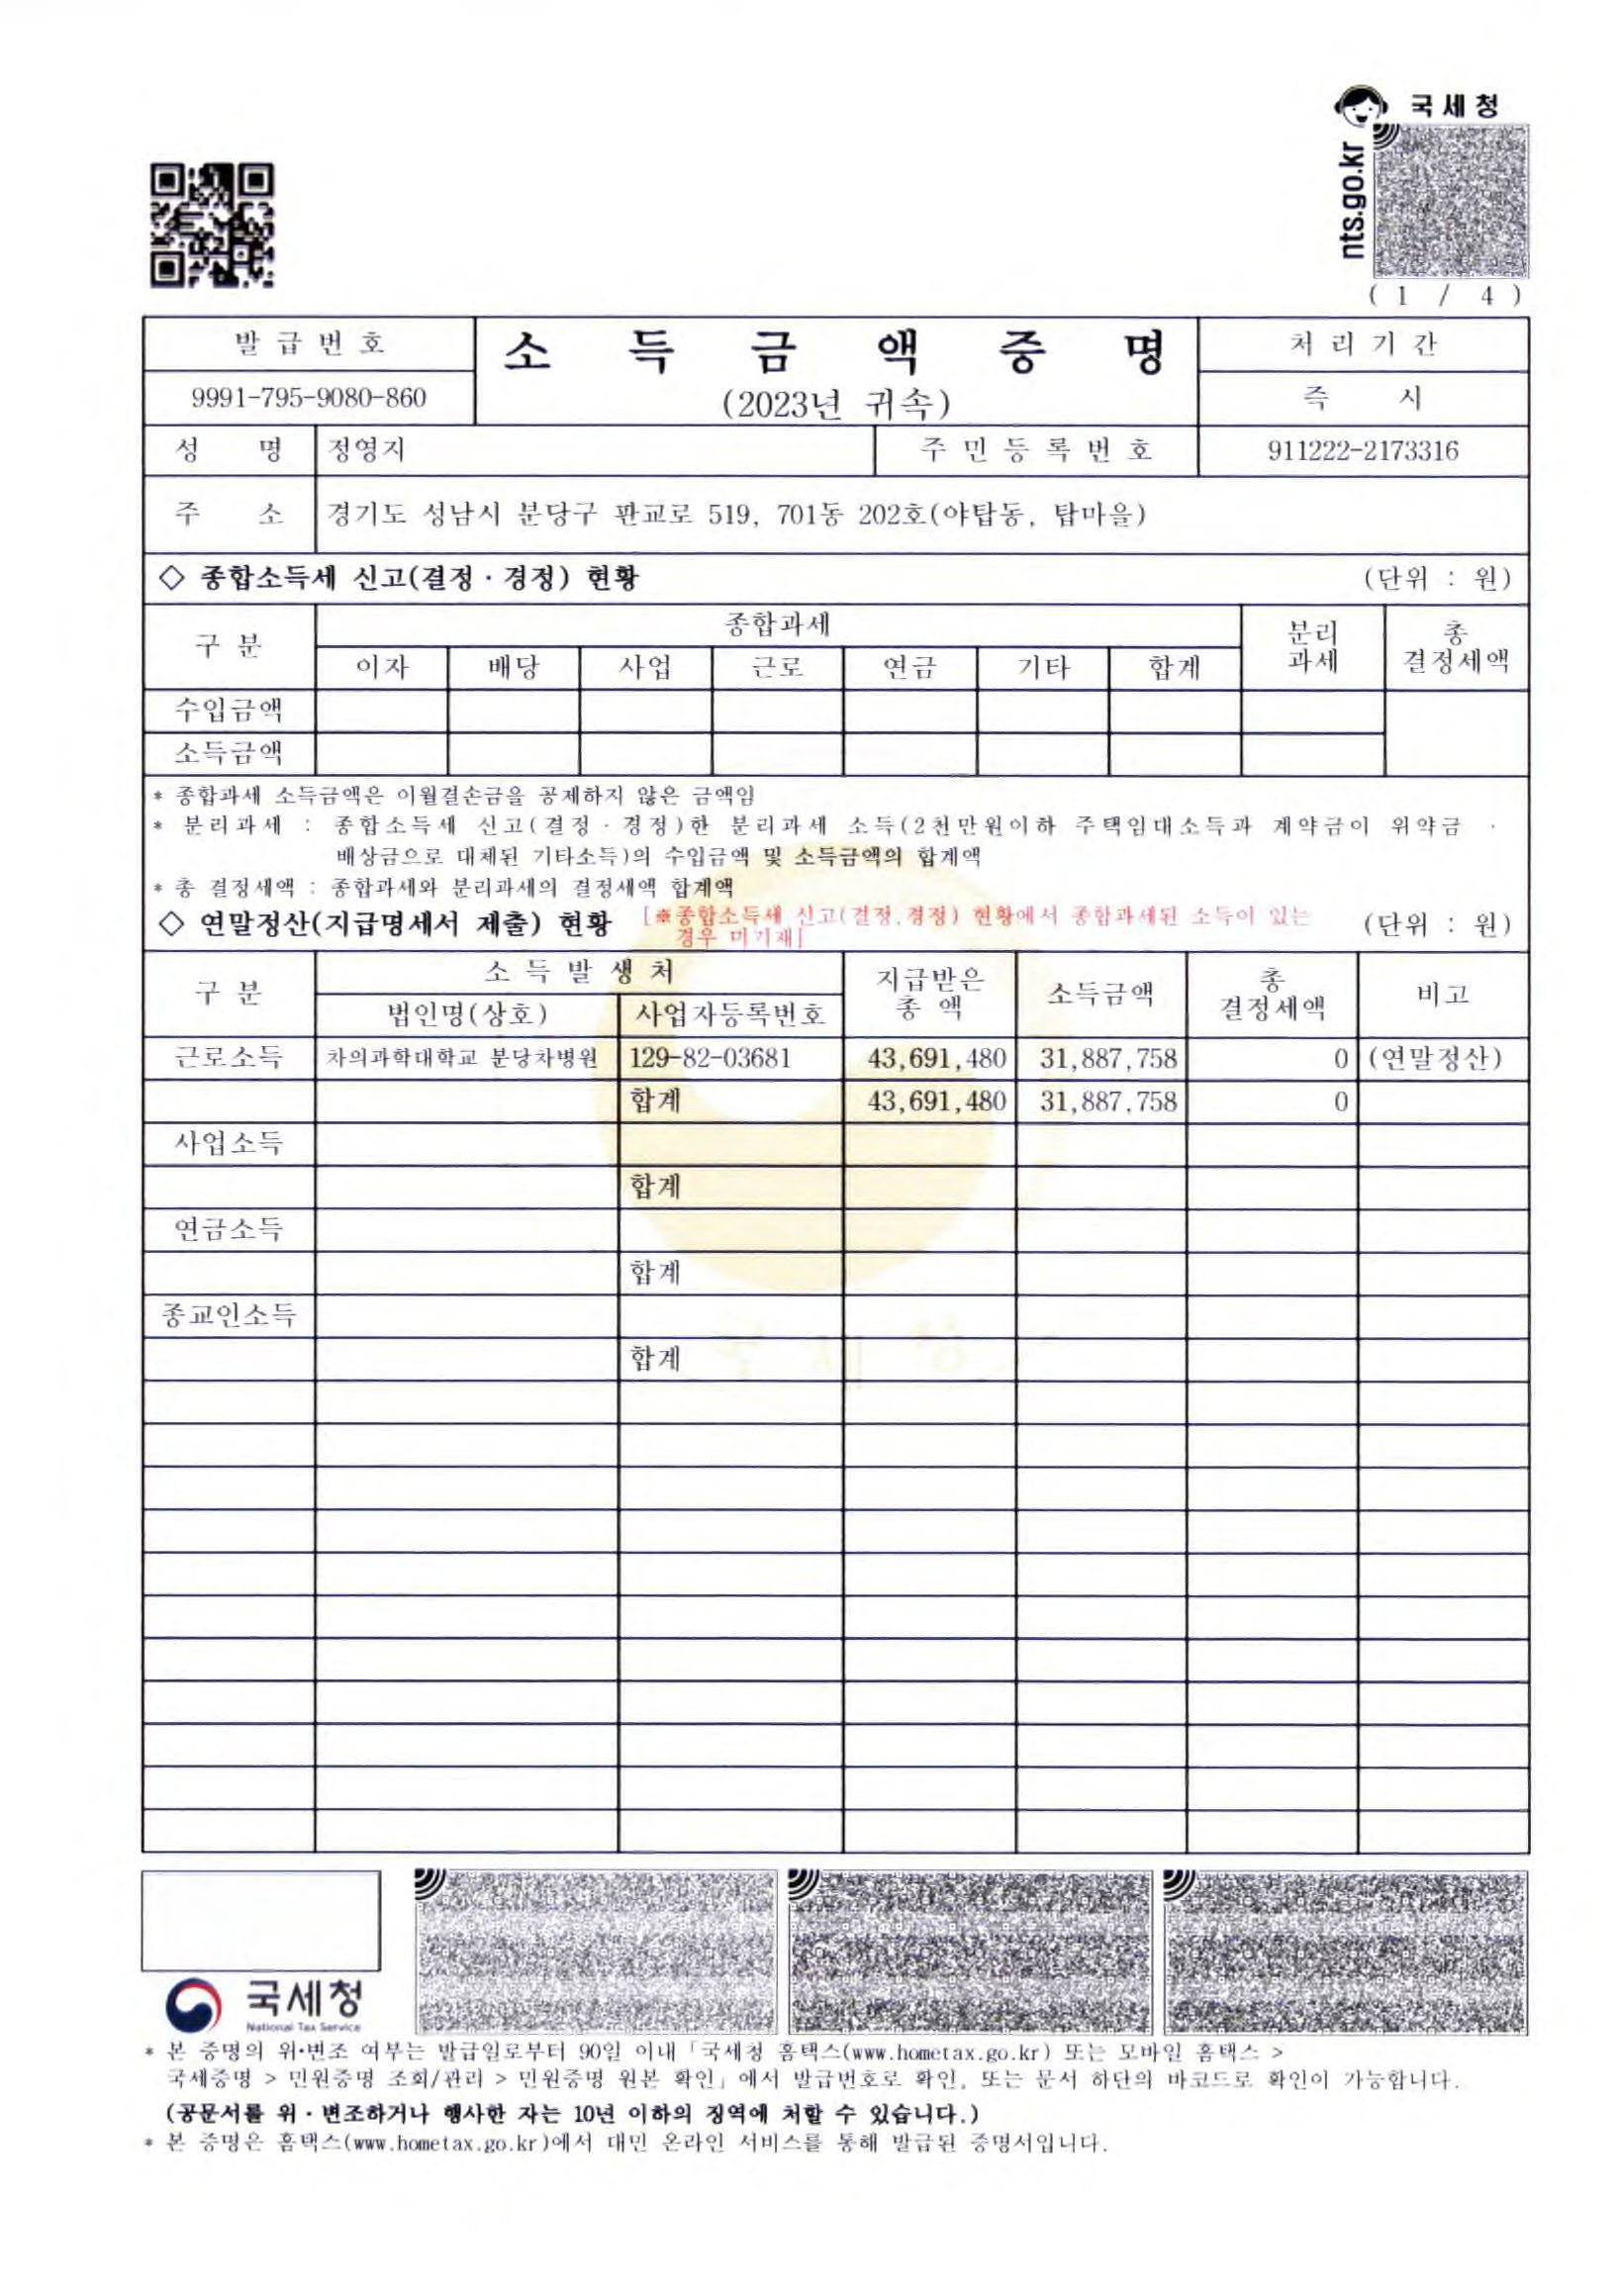 국세청
nts.go.kr
( 1 / 4 )
발 급 번 호
소 득 금 액 증 명
처 리 기 간
9991-795-9080-860
(2023년 귀속)
즉 시
성 명 정영지 주 민 등 록 번 호 911222-2173316
주 소 경기도 성남시 분당구 판교로 519, 701동 202호(야탑동, 탑마을)
◇ 종합소득세 신고(결정·경정) 현황 (단위 : 원)
구 분 종합과세 분리과세 총결정세액
이자 배당 사업 근로 연금 기타 합계
수입금액
소득금액
* 종합과세 소득금액은 이월결손금을 공제하지 않은 금액임
* 분리과세 : 종합소득세 신고(결정·경정)한 분리과세 소득(2천만원이하 주택임대소득과 계약금이 위약금·
배상금으로 대체된 기타소득)의 수입금액 및 소득금액의 합계액
* 총 결정세액 : 종합과세와 분리과세의 결정세액 합계액
◇ 연말정산(지급명세서 제출) 현황 [※종합소득세 신고(결정.경정) 현황에서 종합과세된 소득이 있는 (단위 : 원)
경우 미기재]
구 분 소 득 발 생 처 지급받은 총 액 소득금액 총 결정세액 비고
법인명(상호) 사업자등록번호
근로소득 차의과학대학교 분당차병원 129-82-03681 43,691,480 31,887,758 0 (연말정산)
합계 43,691,480 31,887,758 0
사업소득
합계
연금소득
합계
종교인소득
합계
국세청
국세청
National Tax Service
* 본 증명의 위·변조 여부는 발급일로부터 90일 이내「국세청 홈택스(www.hometax.go.kr) 또는 모바일 홈택스 >
국세증명 > 민원증명 조회/관리 > 민원증명 원본 확인」에서 발급번호로 확인, 또는 문서 하단의 바코드로 확인이 가능합니다.
(공문서를 위·변조하거나 행사한 자는 10년 이하의 징역에 처할 수 있습니다.)
* 본 증명은 홈택스(www.hometax.go.kr)에서 대민 온라인 서비스를 통해 발급된 증명서입니다.